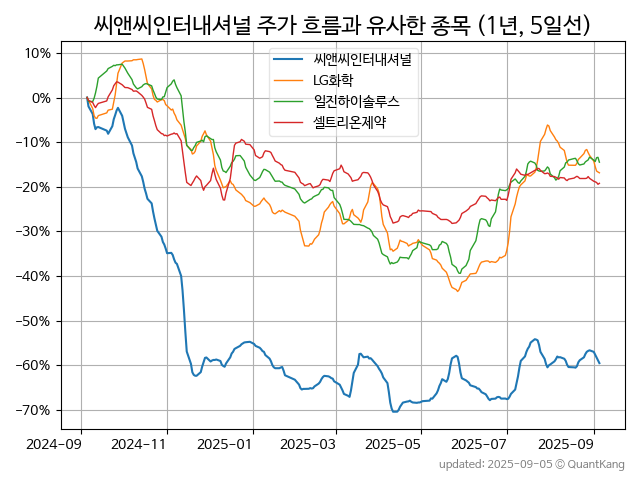 씨앤씨인터내셔널 주가 흐름과 유사한 종목 (1년, 5일선)
씨앤씨인터내셔널
LG화학
일진하이솔루스
셀트리온제약
10%
0%
−10%
−20%
−30%
−40%
−50%
−60%
−70%
2024-09 2024-11 2025-01 2025-03 2025-05 2025-07 2025-09
updated: 2025-09-05 © QuantKang